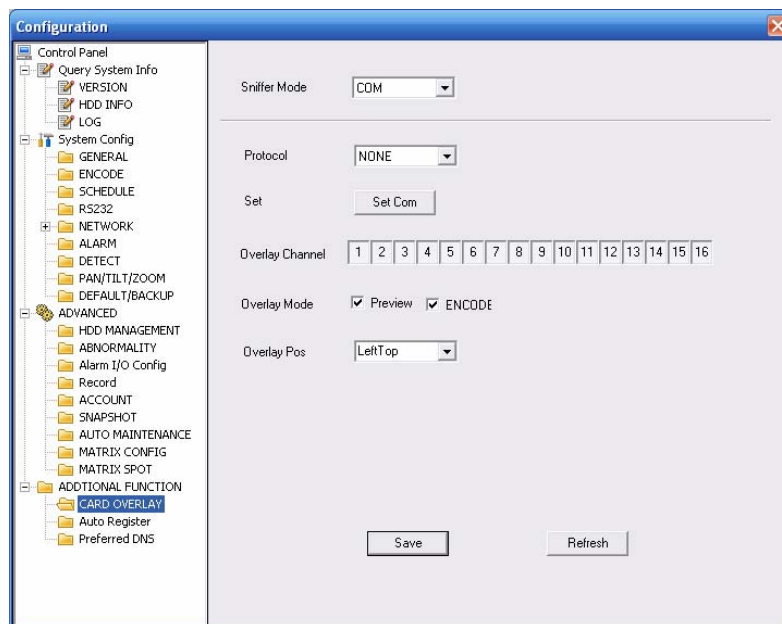 Configuration
Control Panel
Query System Info
VERSION
HDD INFO
LOG
System Config
GENERAL
ENCODE
SCHEDULE
RS232
NETWORK
ALARM
DETECT
PAN/TILT/ZOOM
DEFAULT/BACKUP
ADVANCED
HDD MANAGEMENT
ABNORMALITY
Alarm I/O Config
Record
ACCOUNT
SNAPSHOT
AUTO MAINTENANCE
MATRIX CONFIG
MATRIX SPOT
ADDTIONAL FUNCTION
CARD OVERLAY
Auto Register
Preferred DNS
Sniffer Mode COM
Protocol NONE
Set Set Com
Overlay Channel 1 2 3 4 5 6 7 8 9 10 11 12 13 14 15 16
Overlay Mode Preview ENCODE
Overlay Pos LeftTop
Save Refresh